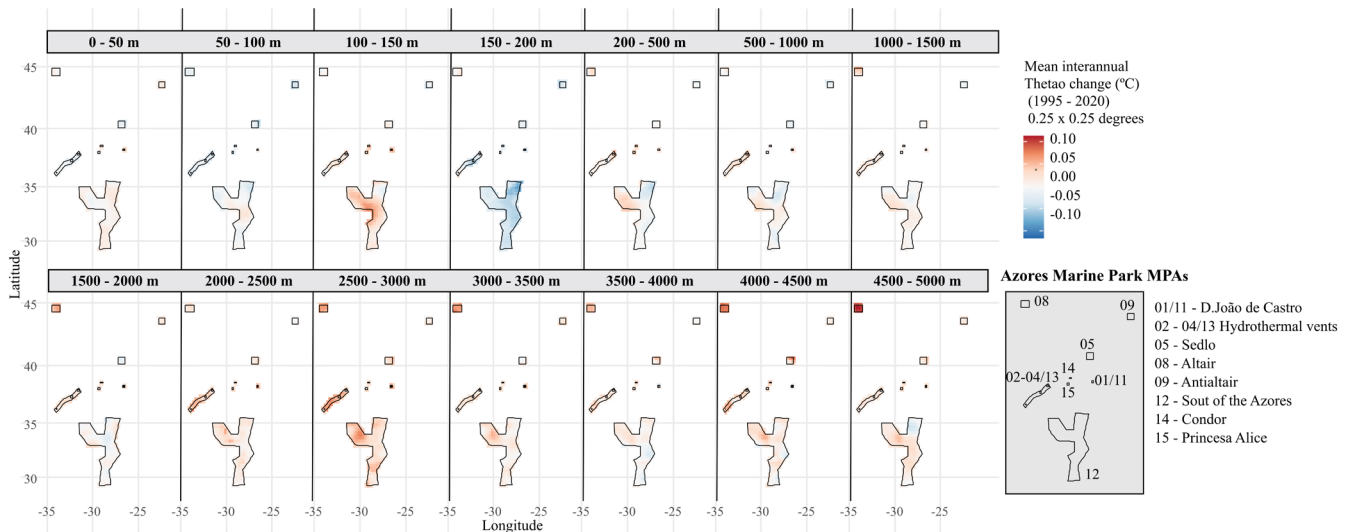 0 - 50 m 50 - 100 m 100 - 150 m 150 - 200 m 200 - 500 m 500 - 1000 m 1000 - 1500 m
45
40
35
30
Mean interannual
Thetao change (ºC)
(1995 - 2020)
0.25 x 0.25 degrees
0.10
0.05
0.00
-0.05
-0.10
Latitude
1500 - 2000 m 2000 - 2500 m 2500 - 3000 m 3000 - 3500 m 3500 - 4000 m 4000 - 4500 m 4500 - 5000 m
45
40
35
30
-35 -30 -25 -35 -30 -25 -35 -30 -25 -35 -30 -25 -35 -30 -25 -35 -30 -25 -35 -30 -25
Longitude
Azores Marine Park MPAs
08
09
05
02-04/13
14
15
01/11
12
01/11 - D.João de Castro
02 - 04/13 Hydrothermal vents
05 - Sedlo
08 - Altair
09 - Antialtair
12 - Sout of the Azores
14 - Condor
15 - Princesa Alice